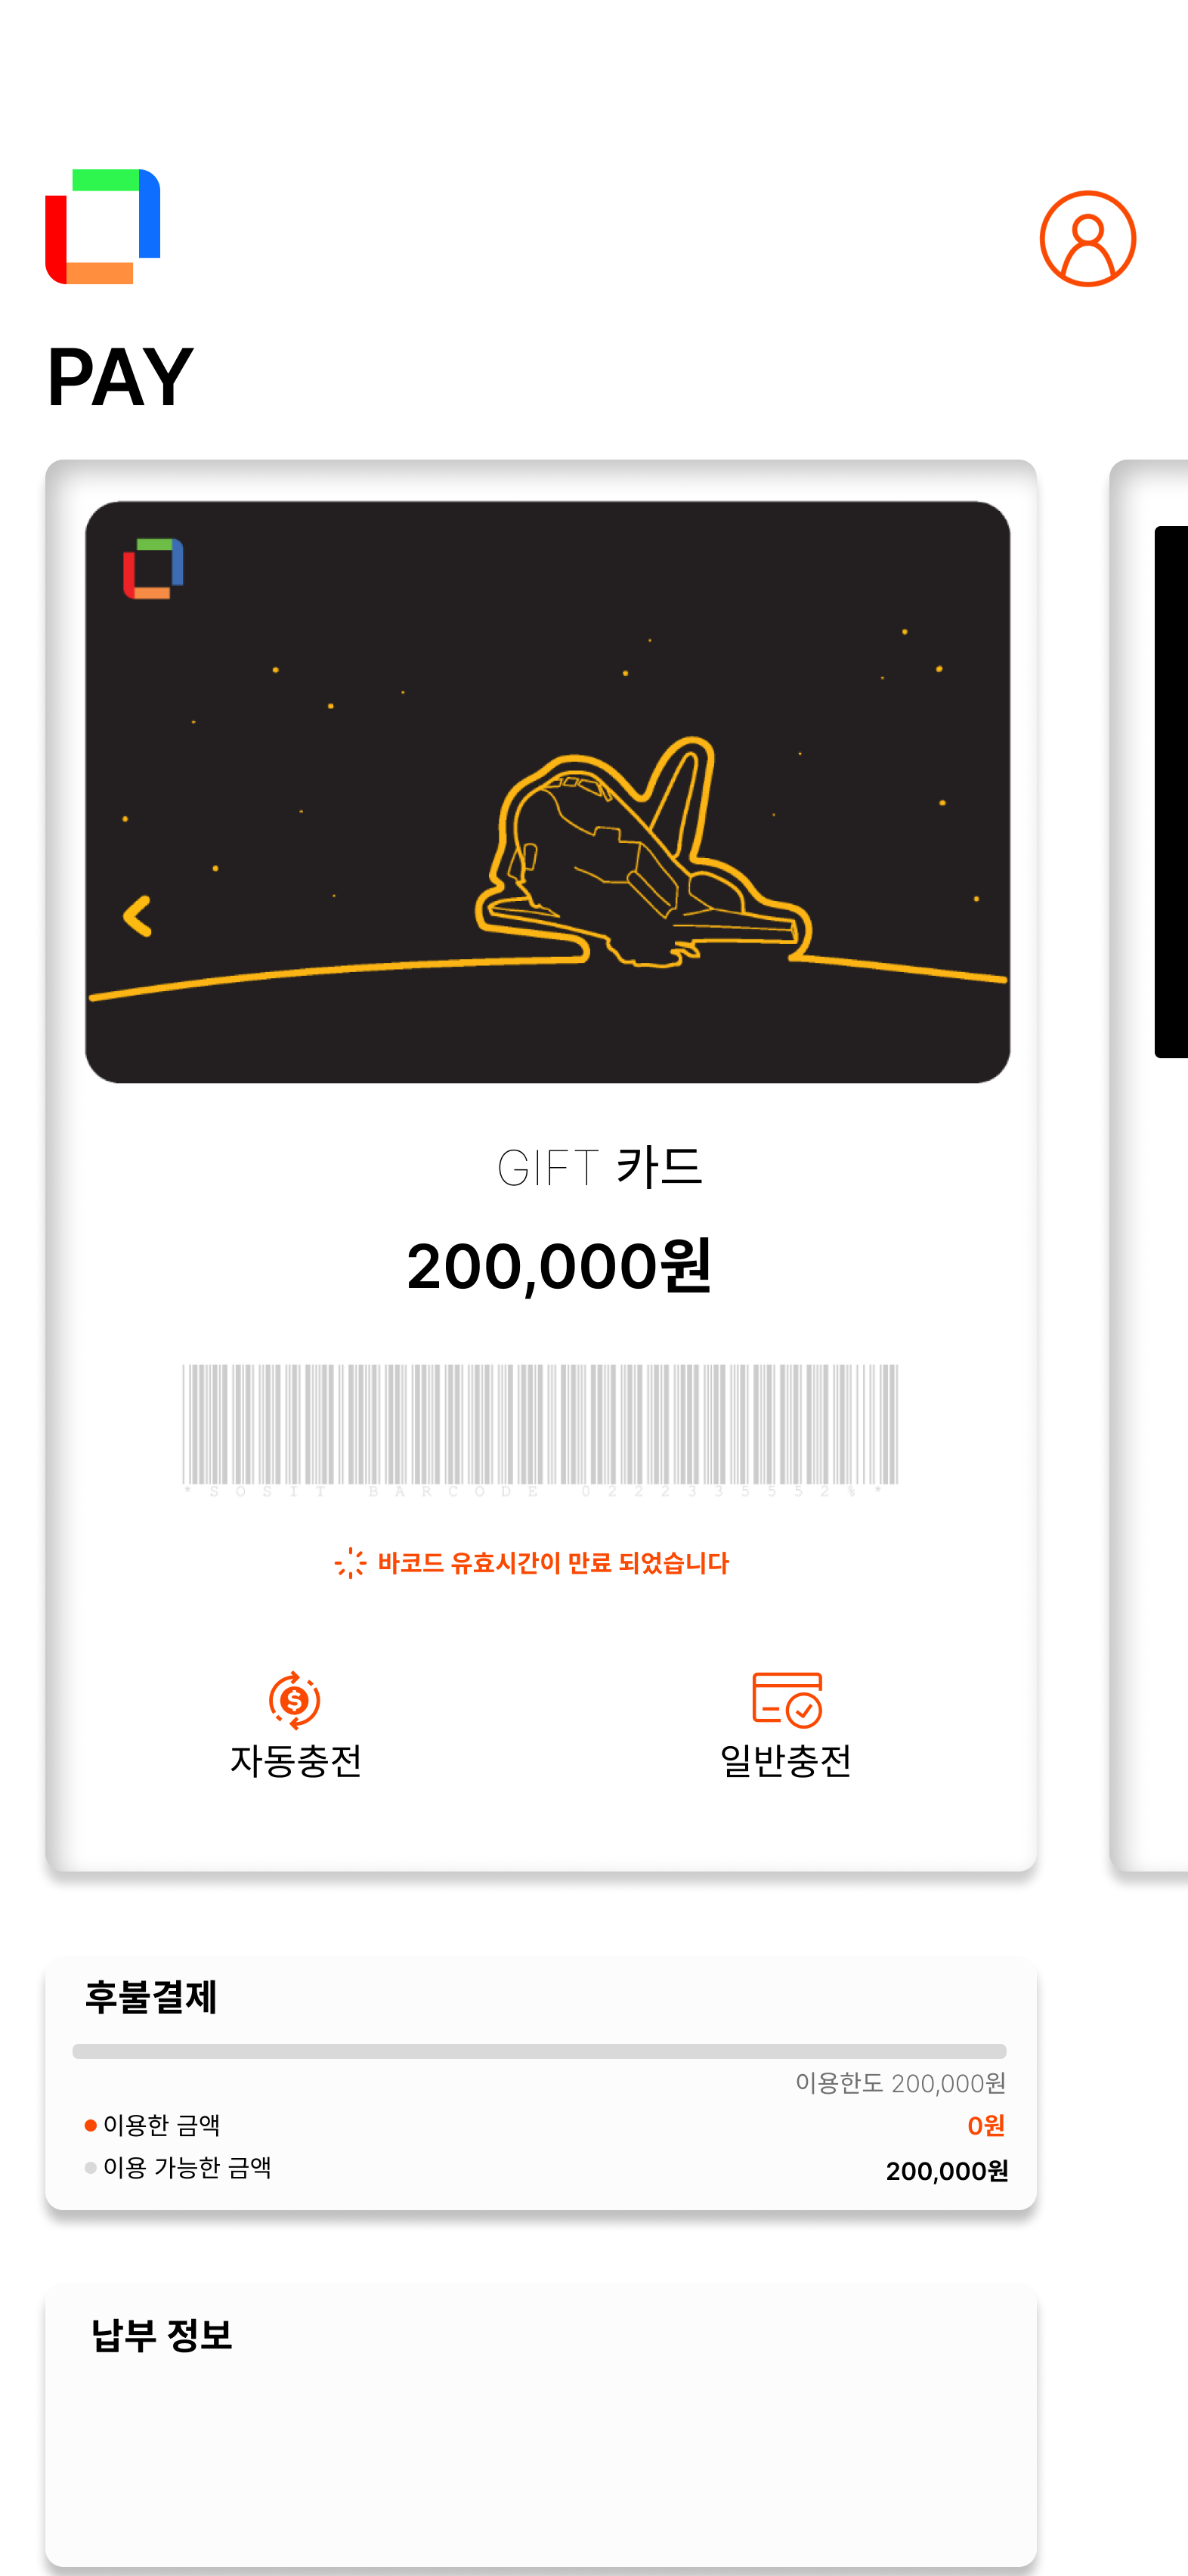 PAY
GIFT 카드
200,000원
* S O S I T   B A R C O D E   0 2 2 2 3 3 5 5 5 2 % *
바코드 유효시간이 만료 되었습니다
자동충전
일반충전
후불결제
이용한도 200,000원
이용한 금액
0원
이용 가능한 금액
200,000원
납부 정보